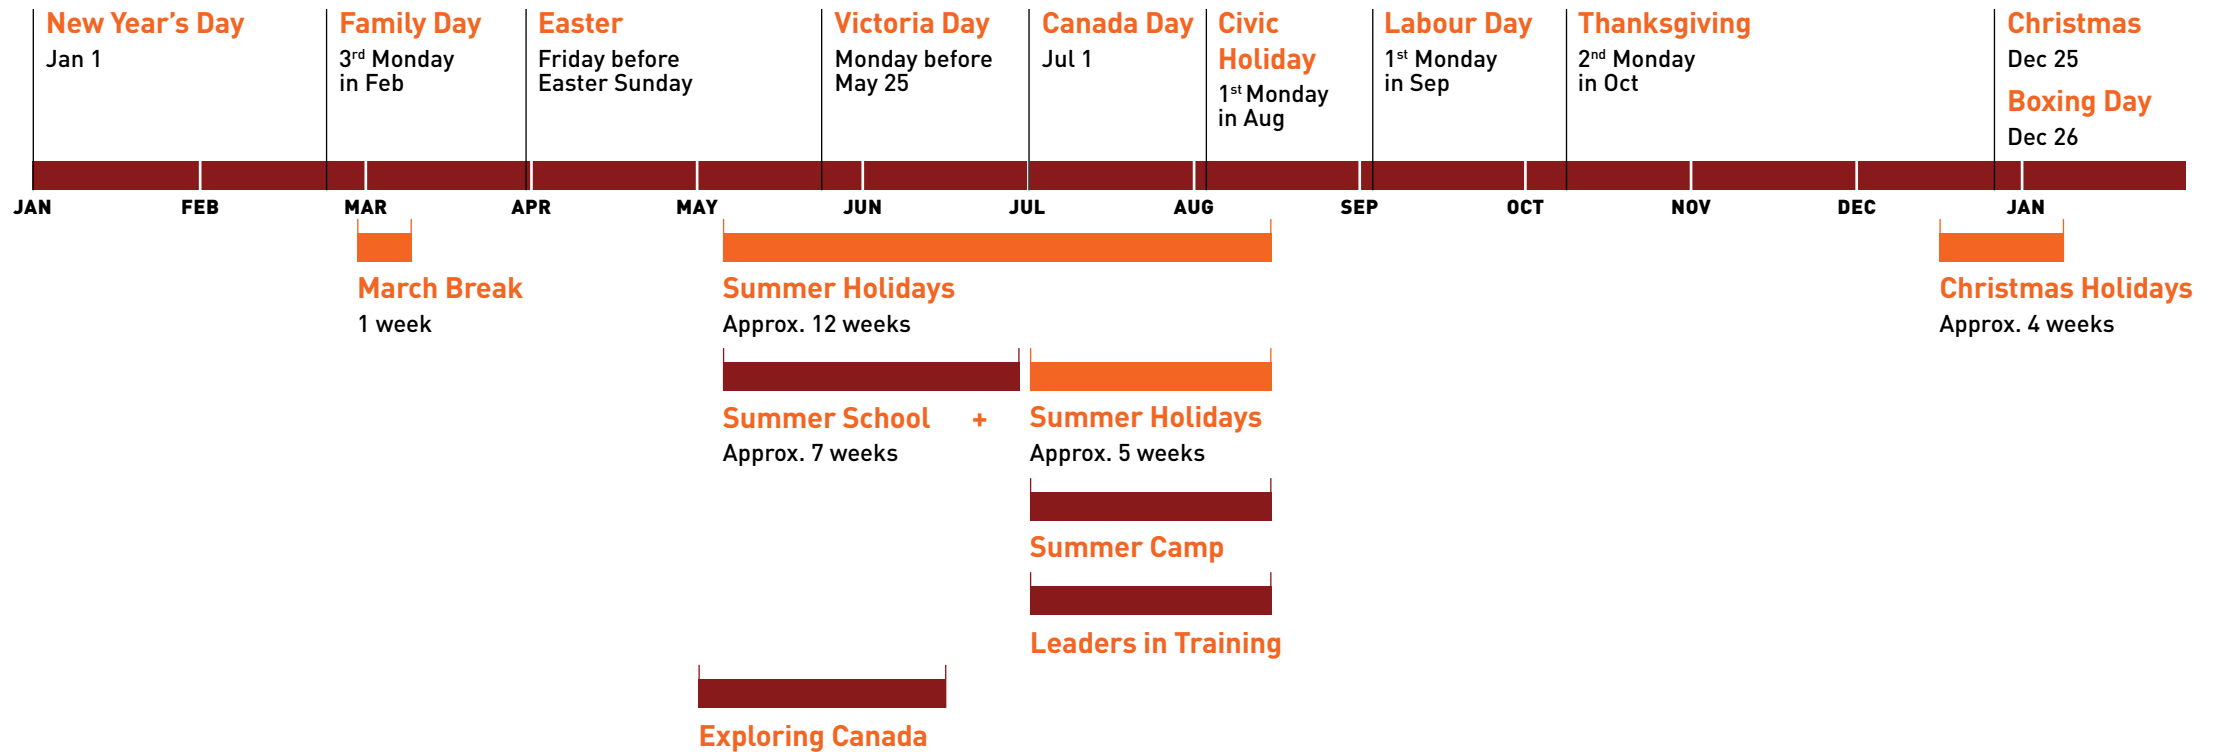 New Year’s Day
Jan 1
Family Day
3rd Monday
in Feb
Easter
Friday before
Easter Sunday
Victoria Day
Monday before
May 25
Canada Day
Jul 1
Civic
Holiday
1st Monday
in Aug
Labour Day
1st Monday
in Sep
Thanksgiving
2nd Monday
in Oct
Christmas
Dec 25
Boxing Day
Dec 26
JAN FEB MAR APR MAY JUN JUL AUG SEP OCT NOV DEC JAN
March Break
1 week
Summer Holidays
Approx. 12 weeks
Christmas Holidays
Approx. 4 weeks
Summer School +
Approx. 7 weeks
Summer Holidays
Approx. 5 weeks
Summer Camp
Leaders in Training
Exploring Canada